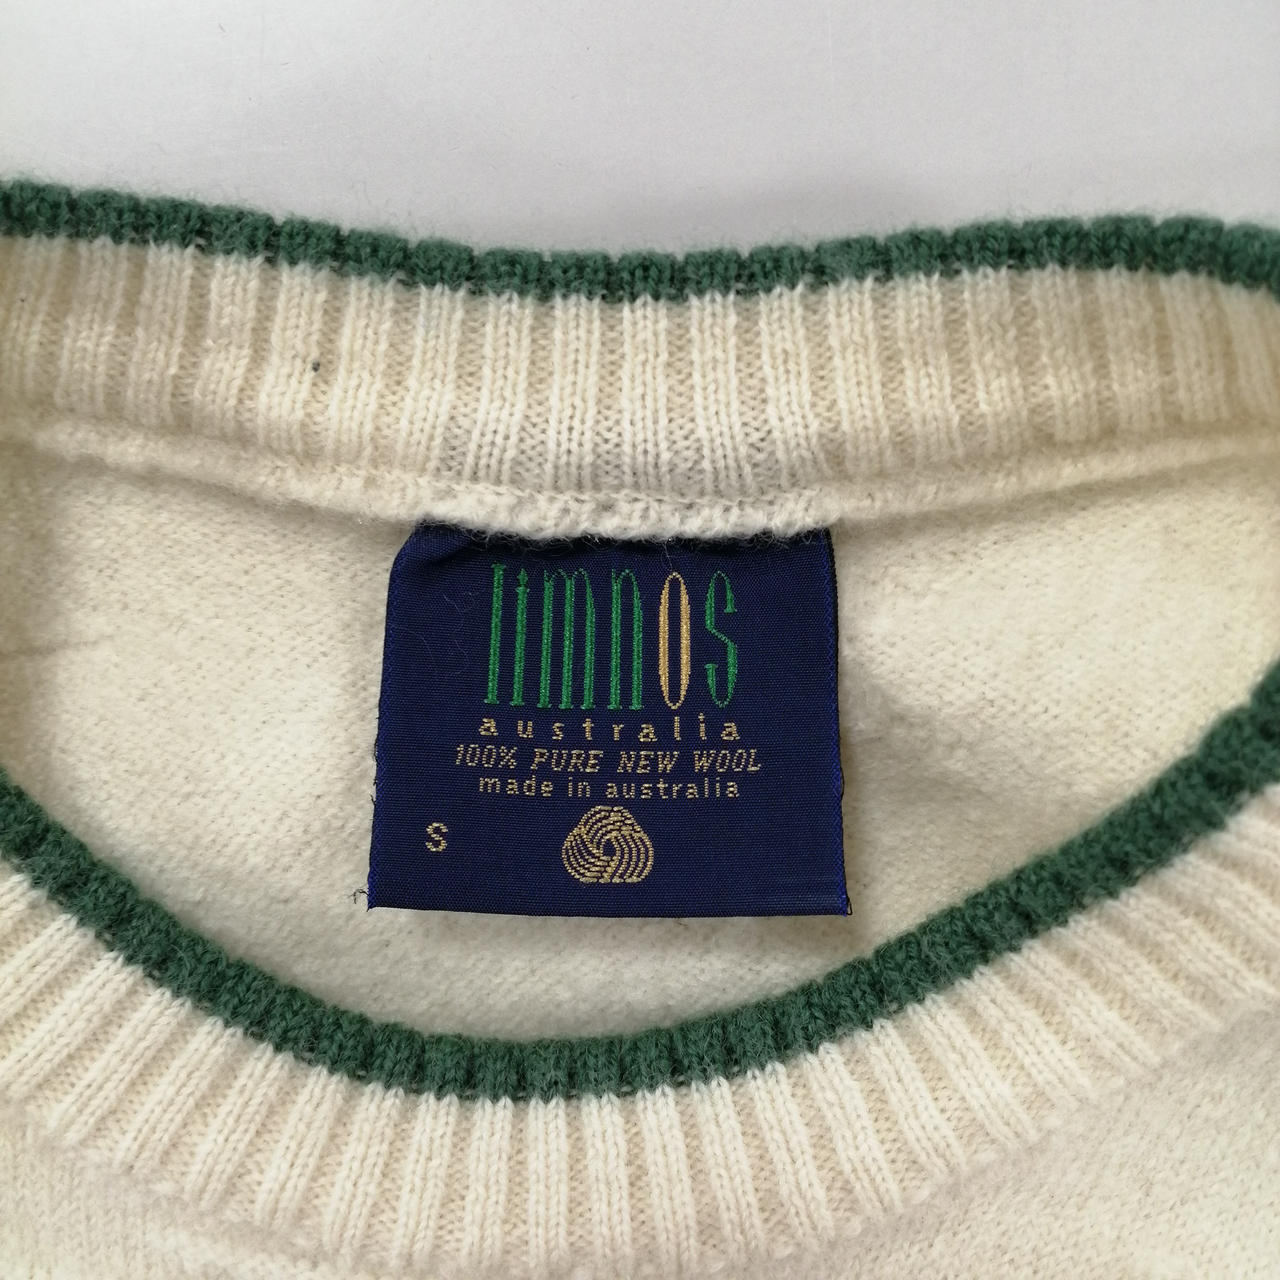 limnos
australia
100% PURE NEW WOOL
made in australia
S